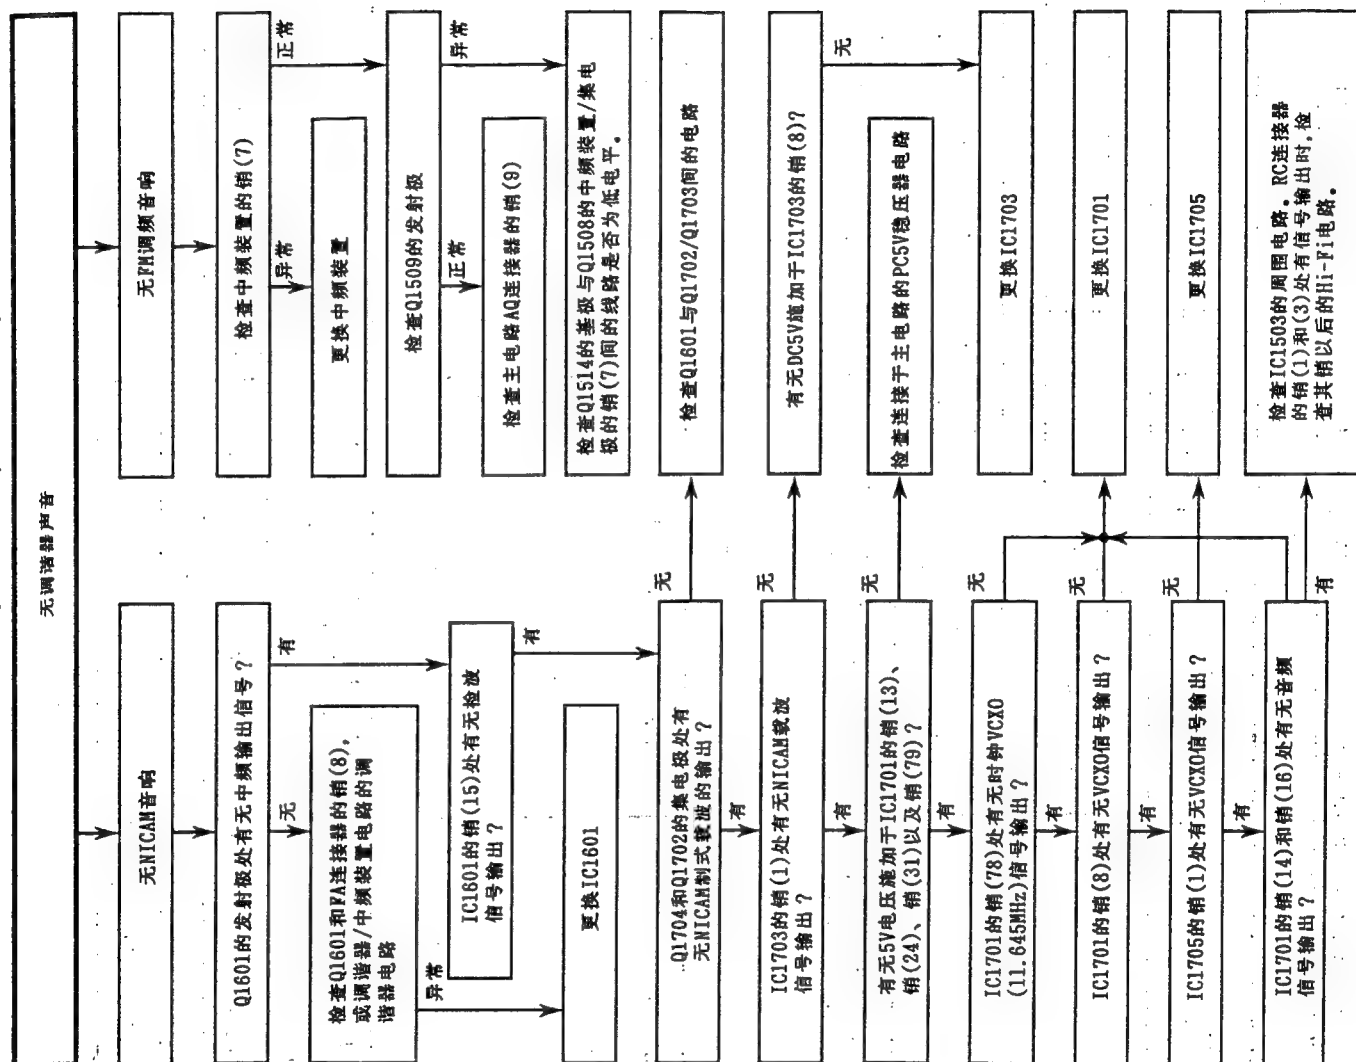 无调谐器声音
无NICAM音响
Q1601的发射极处有无中频输出信号？
无
有
检查Q1601和FA连接器的销(8)，
或调谐器/中频装置电路的调
谐器电路
异常
IC1601的销(15)处有无检波
信号输出？
有
更换IC1601
Q1704和Q1702的集电极处有
无NICAM制式载波的输出？
无
有
IC1703的销(1)处有无NICAM载波
信号输出？
无
有
有无5V电压施加于IC1701的销(13)、
销(24)、销(31)以及销(79)？
无
有
IC1701的销(78)处有无时钟VCXO
(11.645MHz)信号输出？
无
有
IC1701的销(8)处有无VCXO信号输出？
无
有
IC1705的销(1)处有无VCXO信号输出？
无
有
IC1701的销(14)和销(16)处有无音频
信号输出？
有
无FM调频音响
检查中频装置的销(7)
异常
正常
更换中频装置
检查Q1509的发射极
正常
异常
检查主电路AQ连接器的销(9)
检查Q1514的基极与Q1508的中频装置/集电
极的销(7)间的线路是否为低电平。
检查Q1601与Q1702/Q1703间的电路
有无DC5V施加于IC1703的销(8)？
无
检查连接于主电路的PC5V稳压器电路
更换IC1703
更换IC1701
更换IC1705
检查IC1503的周围电路。RC连接器
的销(1)和(3)处有信号输出时，检
查其销以后的Hi-Fi电路。